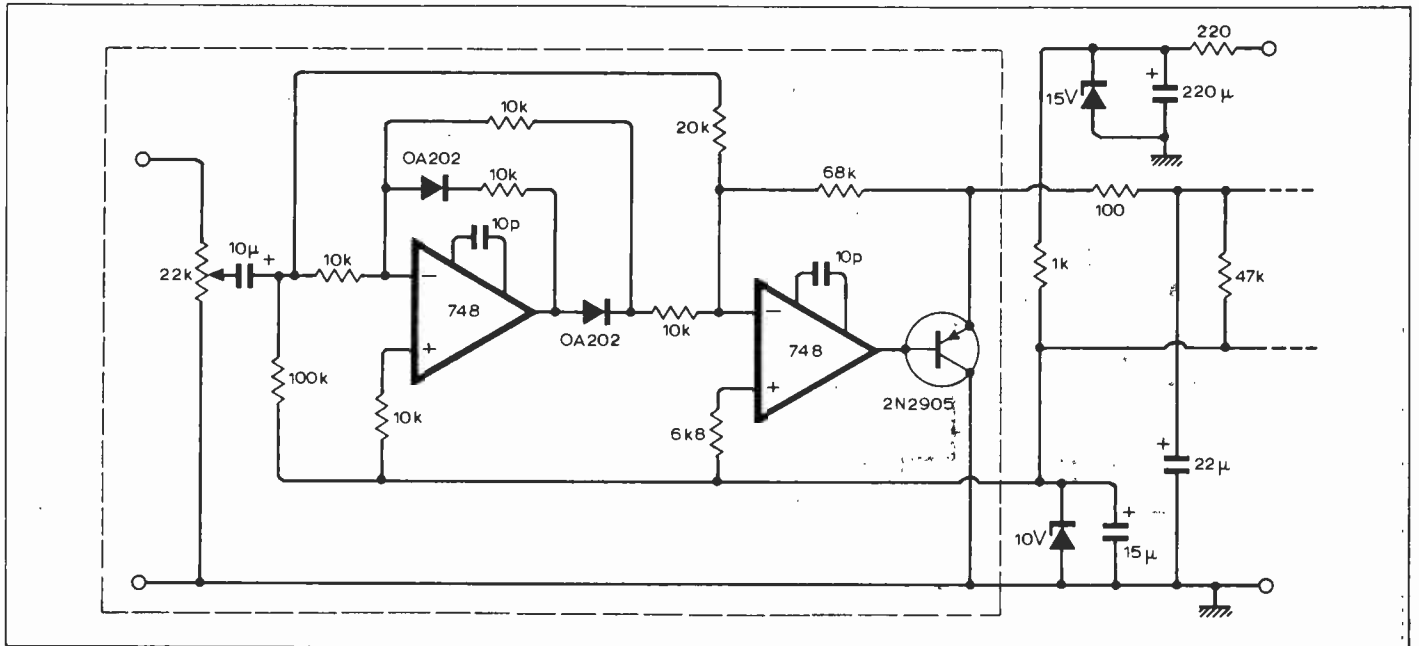 220
10k
15V
+
220μ
20k
OA202
10k
68k
100
10p
10p
10μ
+
22k
10k
−
1k
47k
748
−
10k
748
OA202
+
+
100k
10k
2N2905
6k8
+
22μ
+
10V
15μ